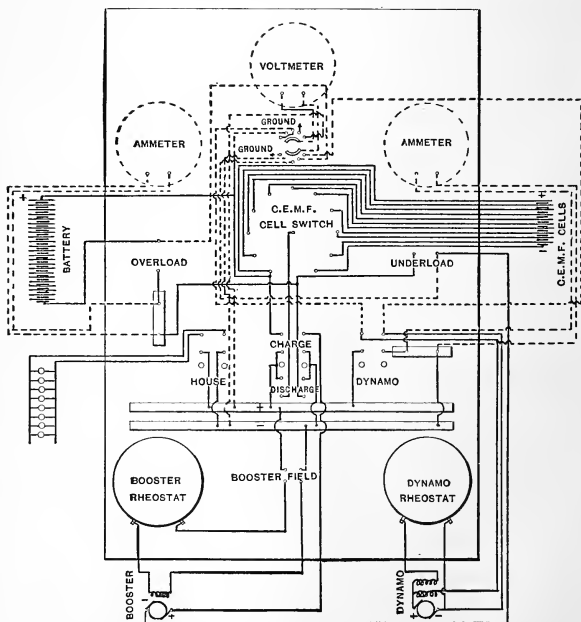 VOLTMETER
AMMETER
GROUND
GROUND
AMMETER
+
+
C.E.M.F.
CELL SWITCH
BATTERY
OVERLOAD
UNDERLOAD
C.E.M.F. CELLS
CHARGE
HOUSE
DISCHARGE
DYNAMO
+
−
BOOSTER
RHEOSTAT
BOOSTER FIELD
DYNAMO
RHEOSTAT
BOOSTER
− +
DYNAMO
− +